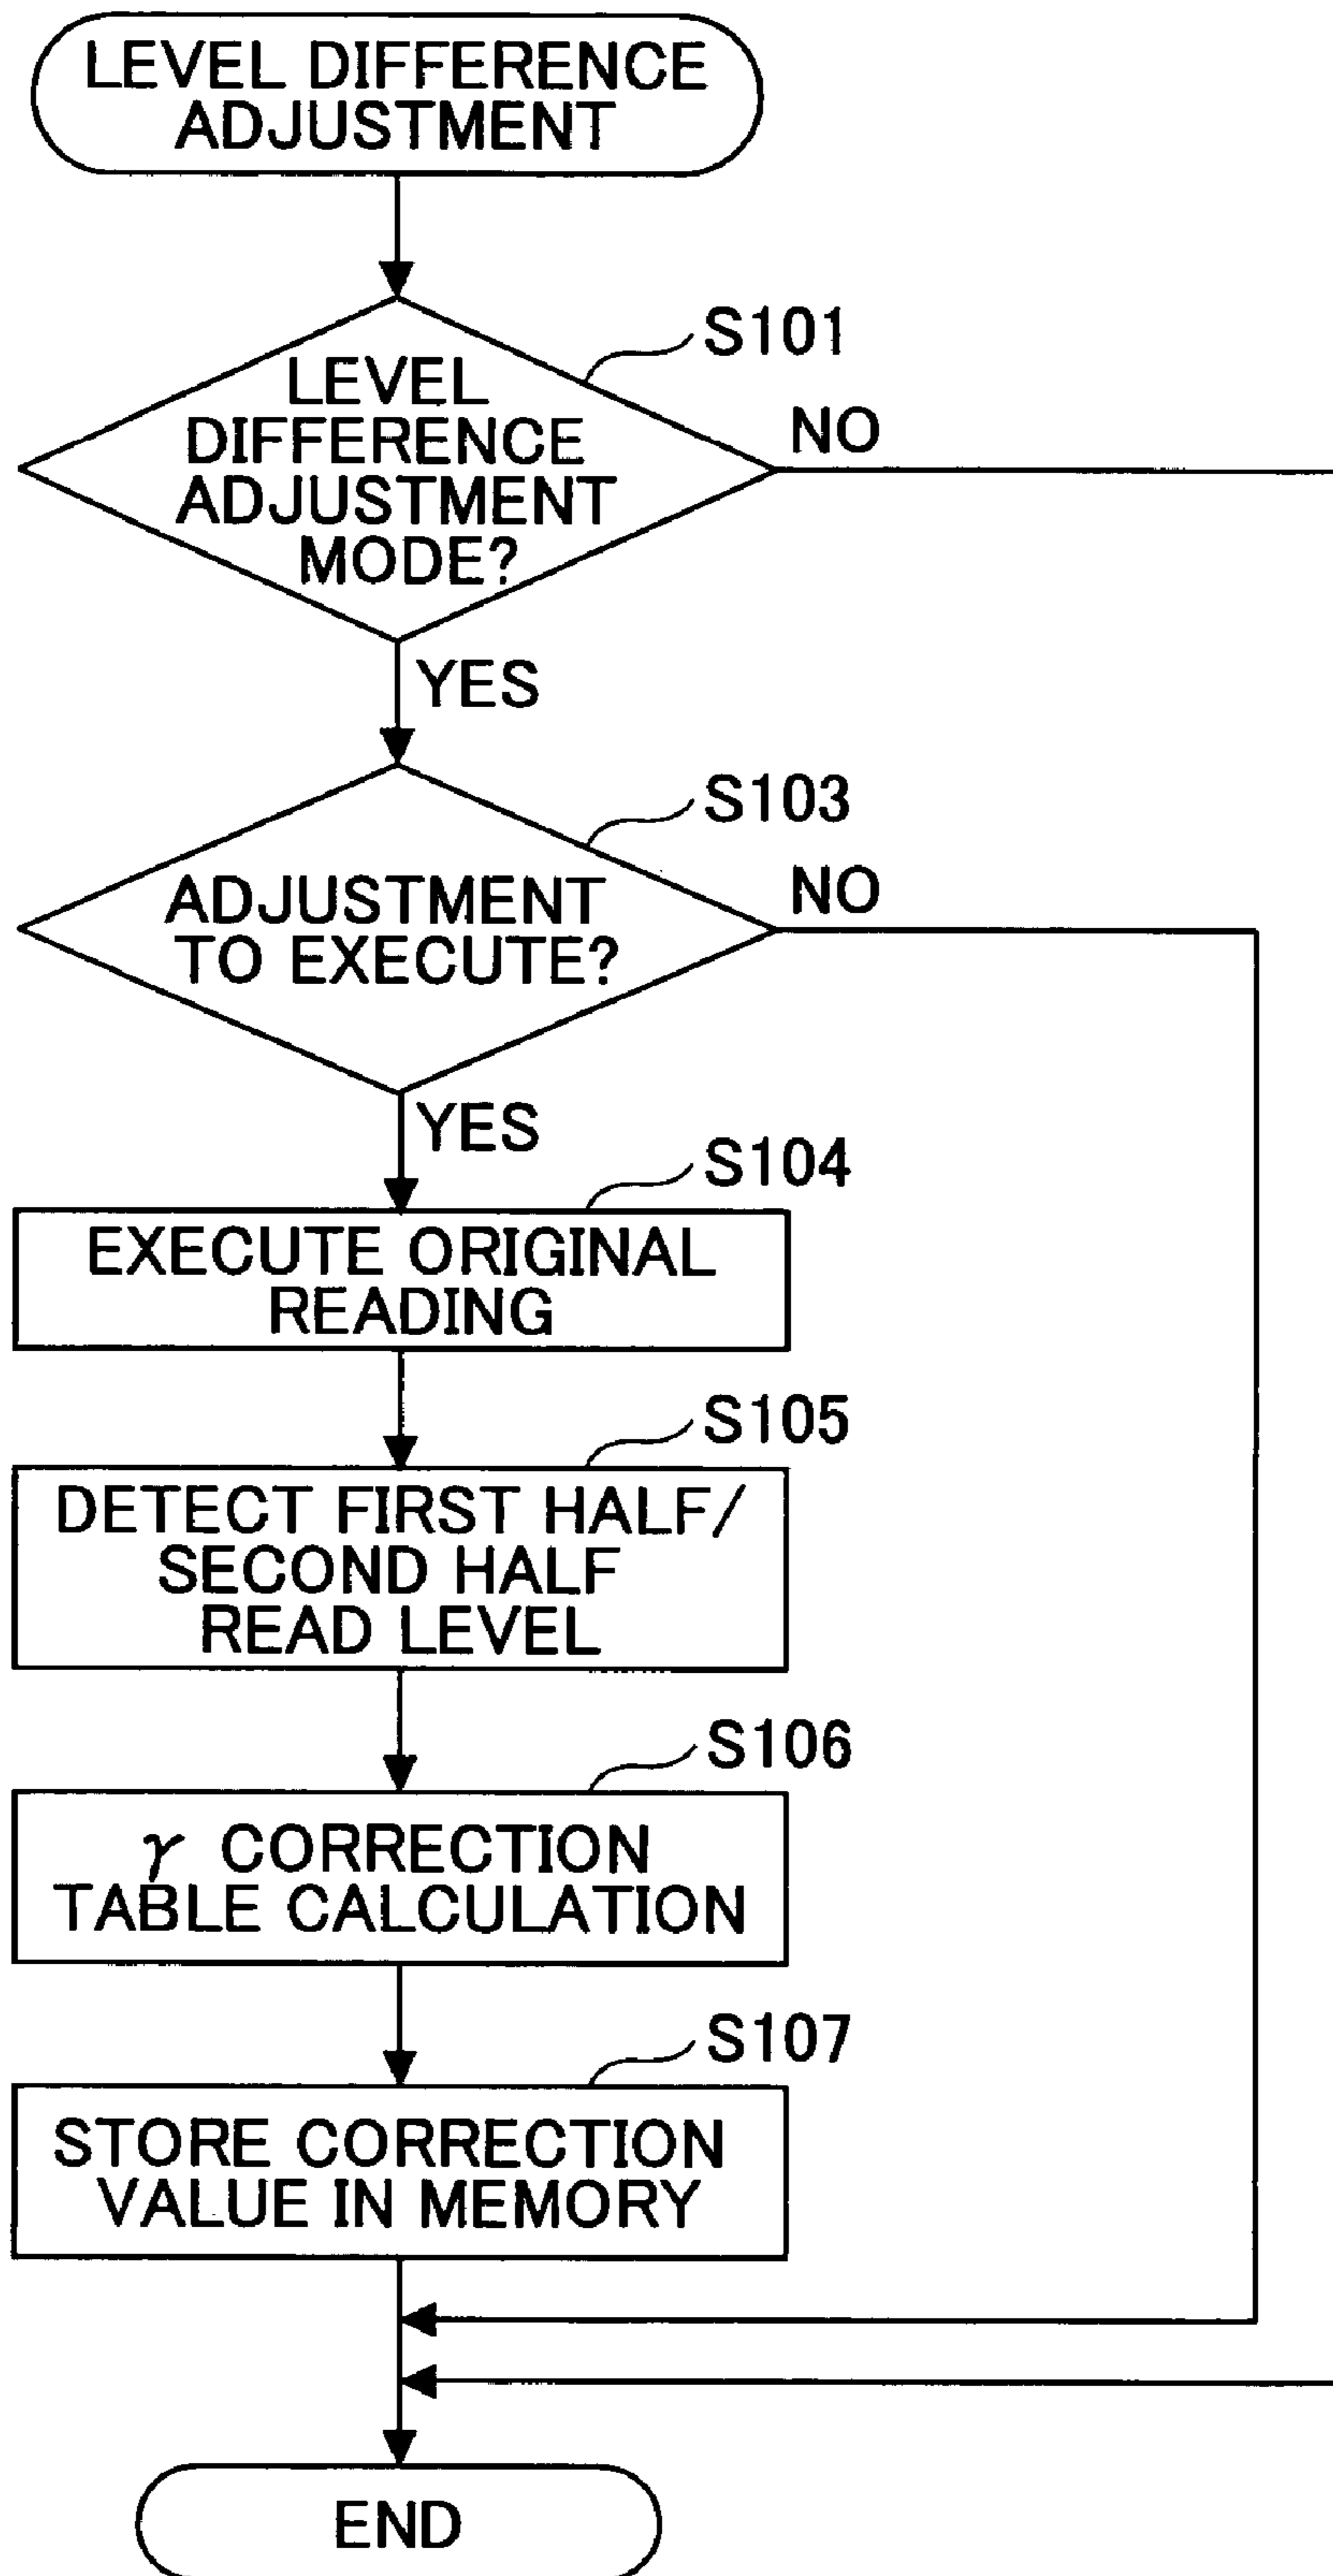 LEVEL DIFFERENCE
ADJUSTMENT
S101
LEVEL
DIFFERENCE
ADJUSTMENT
MODE?
NO
YES
S103
ADJUSTMENT
TO EXECUTE?
NO
YES
S104
EXECUTE ORIGINAL
READING
S105
DETECT FIRST HALF/
SECOND HALF
READ LEVEL
S106
γ CORRECTION
TABLE CALCULATION
S107
STORE CORRECTION
VALUE IN MEMORY
END